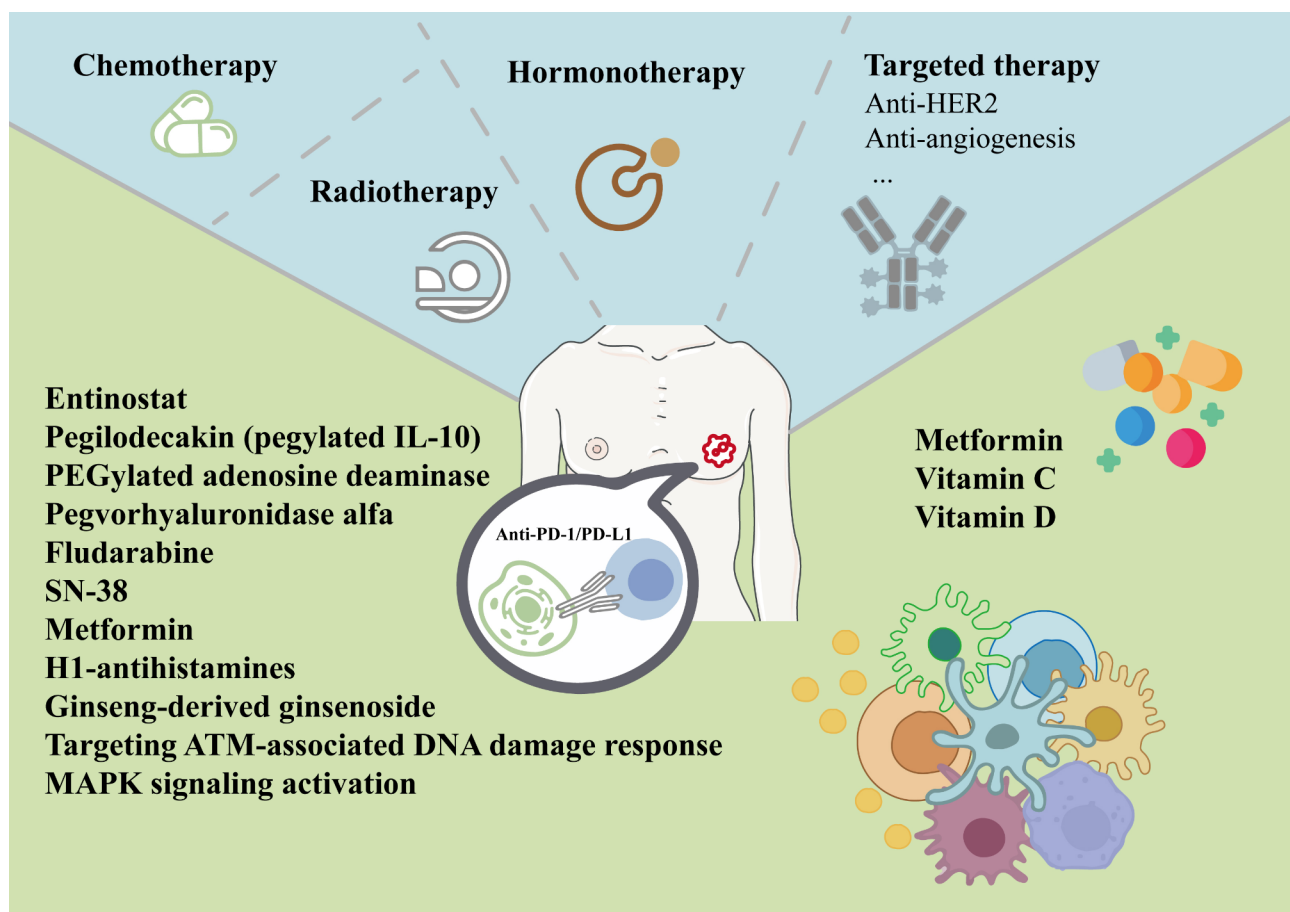 Chemotherapy
Radiotherapy
Hormonotherapy
Targeted therapy
Anti-HER2
Anti-angiogenesis
...
Entinostat
Pegilodecakin (pegylated IL-10)
PEGylated adenosine deaminase
Pegvorhyaluronidase alfa
Fludarabine
SN-38
Metformin
H1-antihistamines
Ginseng-derived ginsenoside
Targeting ATM-associated DNA damage response
MAPK signaling activation
Anti-PD-1/PD-L1
Metformin
Vitamin C
Vitamin D